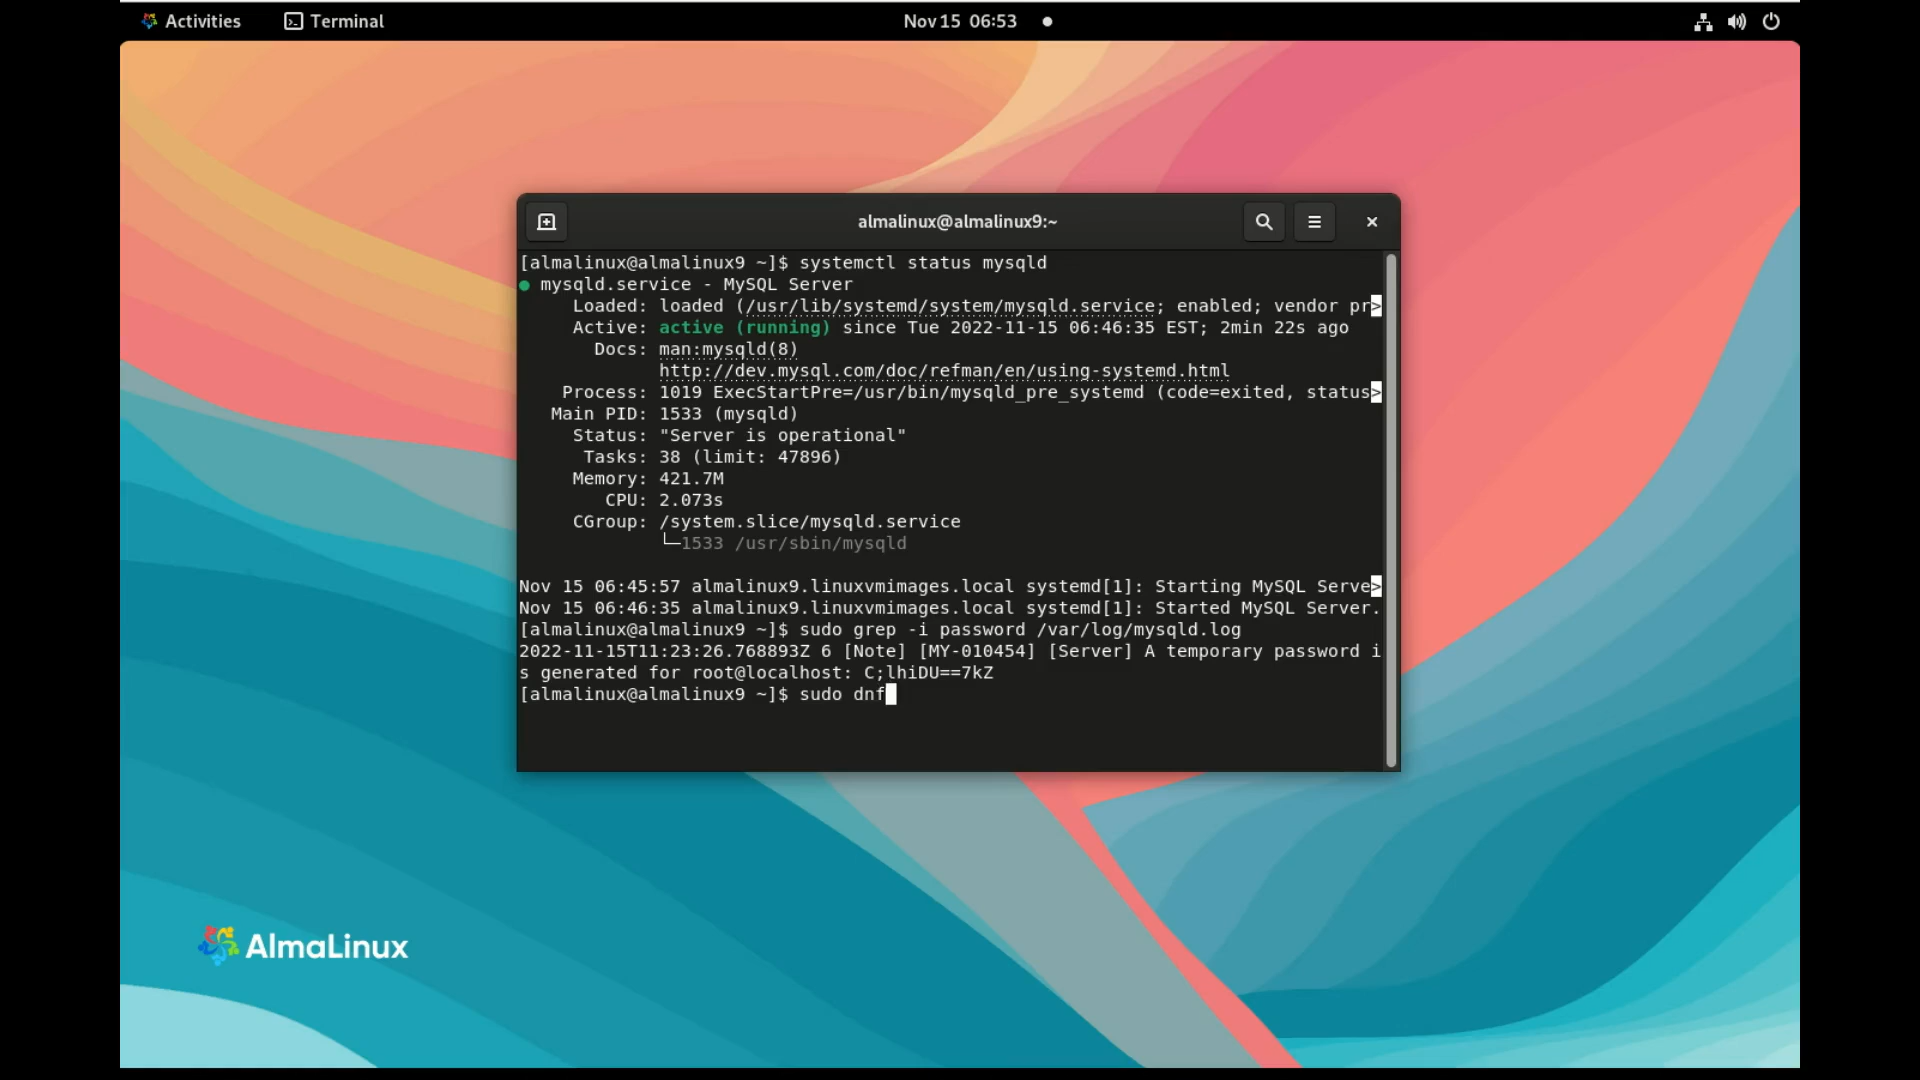 Activities
Terminal
Nov 15 06:53
almalinux@almalinux9:~
[almalinux@almalinux9 ~]$ systemctl status mysqld
● mysqld.service - MySQL Server
Loaded: loaded (/usr/lib/systemd/system/mysqld.service; enabled; vendor pr>
Active: active (running) since Tue 2022-11-15 06:46:35 EST; 2min 22s ago
Docs: man:mysqld(8)
http://dev.mysql.com/doc/refman/en/using-systemd.html
Process: 1019 ExecStartPre=/usr/bin/mysqld_pre_systemd (code=exited, status>
Main PID: 1533 (mysqld)
Status: "Server is operational"
Tasks: 38 (limit: 47896)
Memory: 421.7M
CPU: 2.073s
CGroup: /system.slice/mysqld.service
└─1533 /usr/sbin/mysqld
Nov 15 06:45:57 almalinux9.linuxvmimages.local systemd[1]: Starting MySQL Serve>
Nov 15 06:46:35 almalinux9.linuxvmimages.local systemd[1]: Started MySQL Server.
[almalinux@almalinux9 ~]$ sudo grep -i password /var/log/mysqld.log
2022-11-15T11:23:26.768893Z 6 [Note] [MY-010454] [Server] A temporary password i
s generated for root@localhost: C;lhiDU==7kZ
[almalinux@almalinux9 ~]$ sudo dnf
AlmaLinux